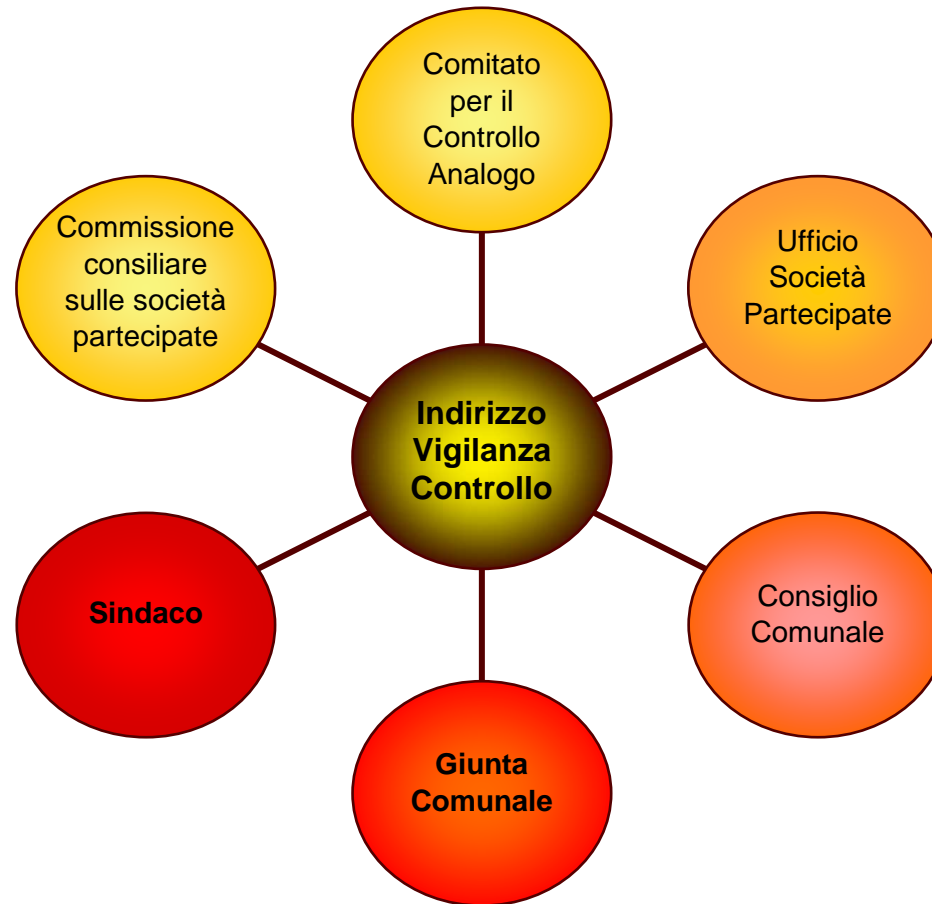 Comitato
per il
Controllo
Analogo
Commissione
consiliare
sulle società
partecipate
Ufficio
Società
Partecipate
Indirizzo
Vigilanza
Controllo
Sindaco
Consiglio
Comunale
Giunta
Comunale